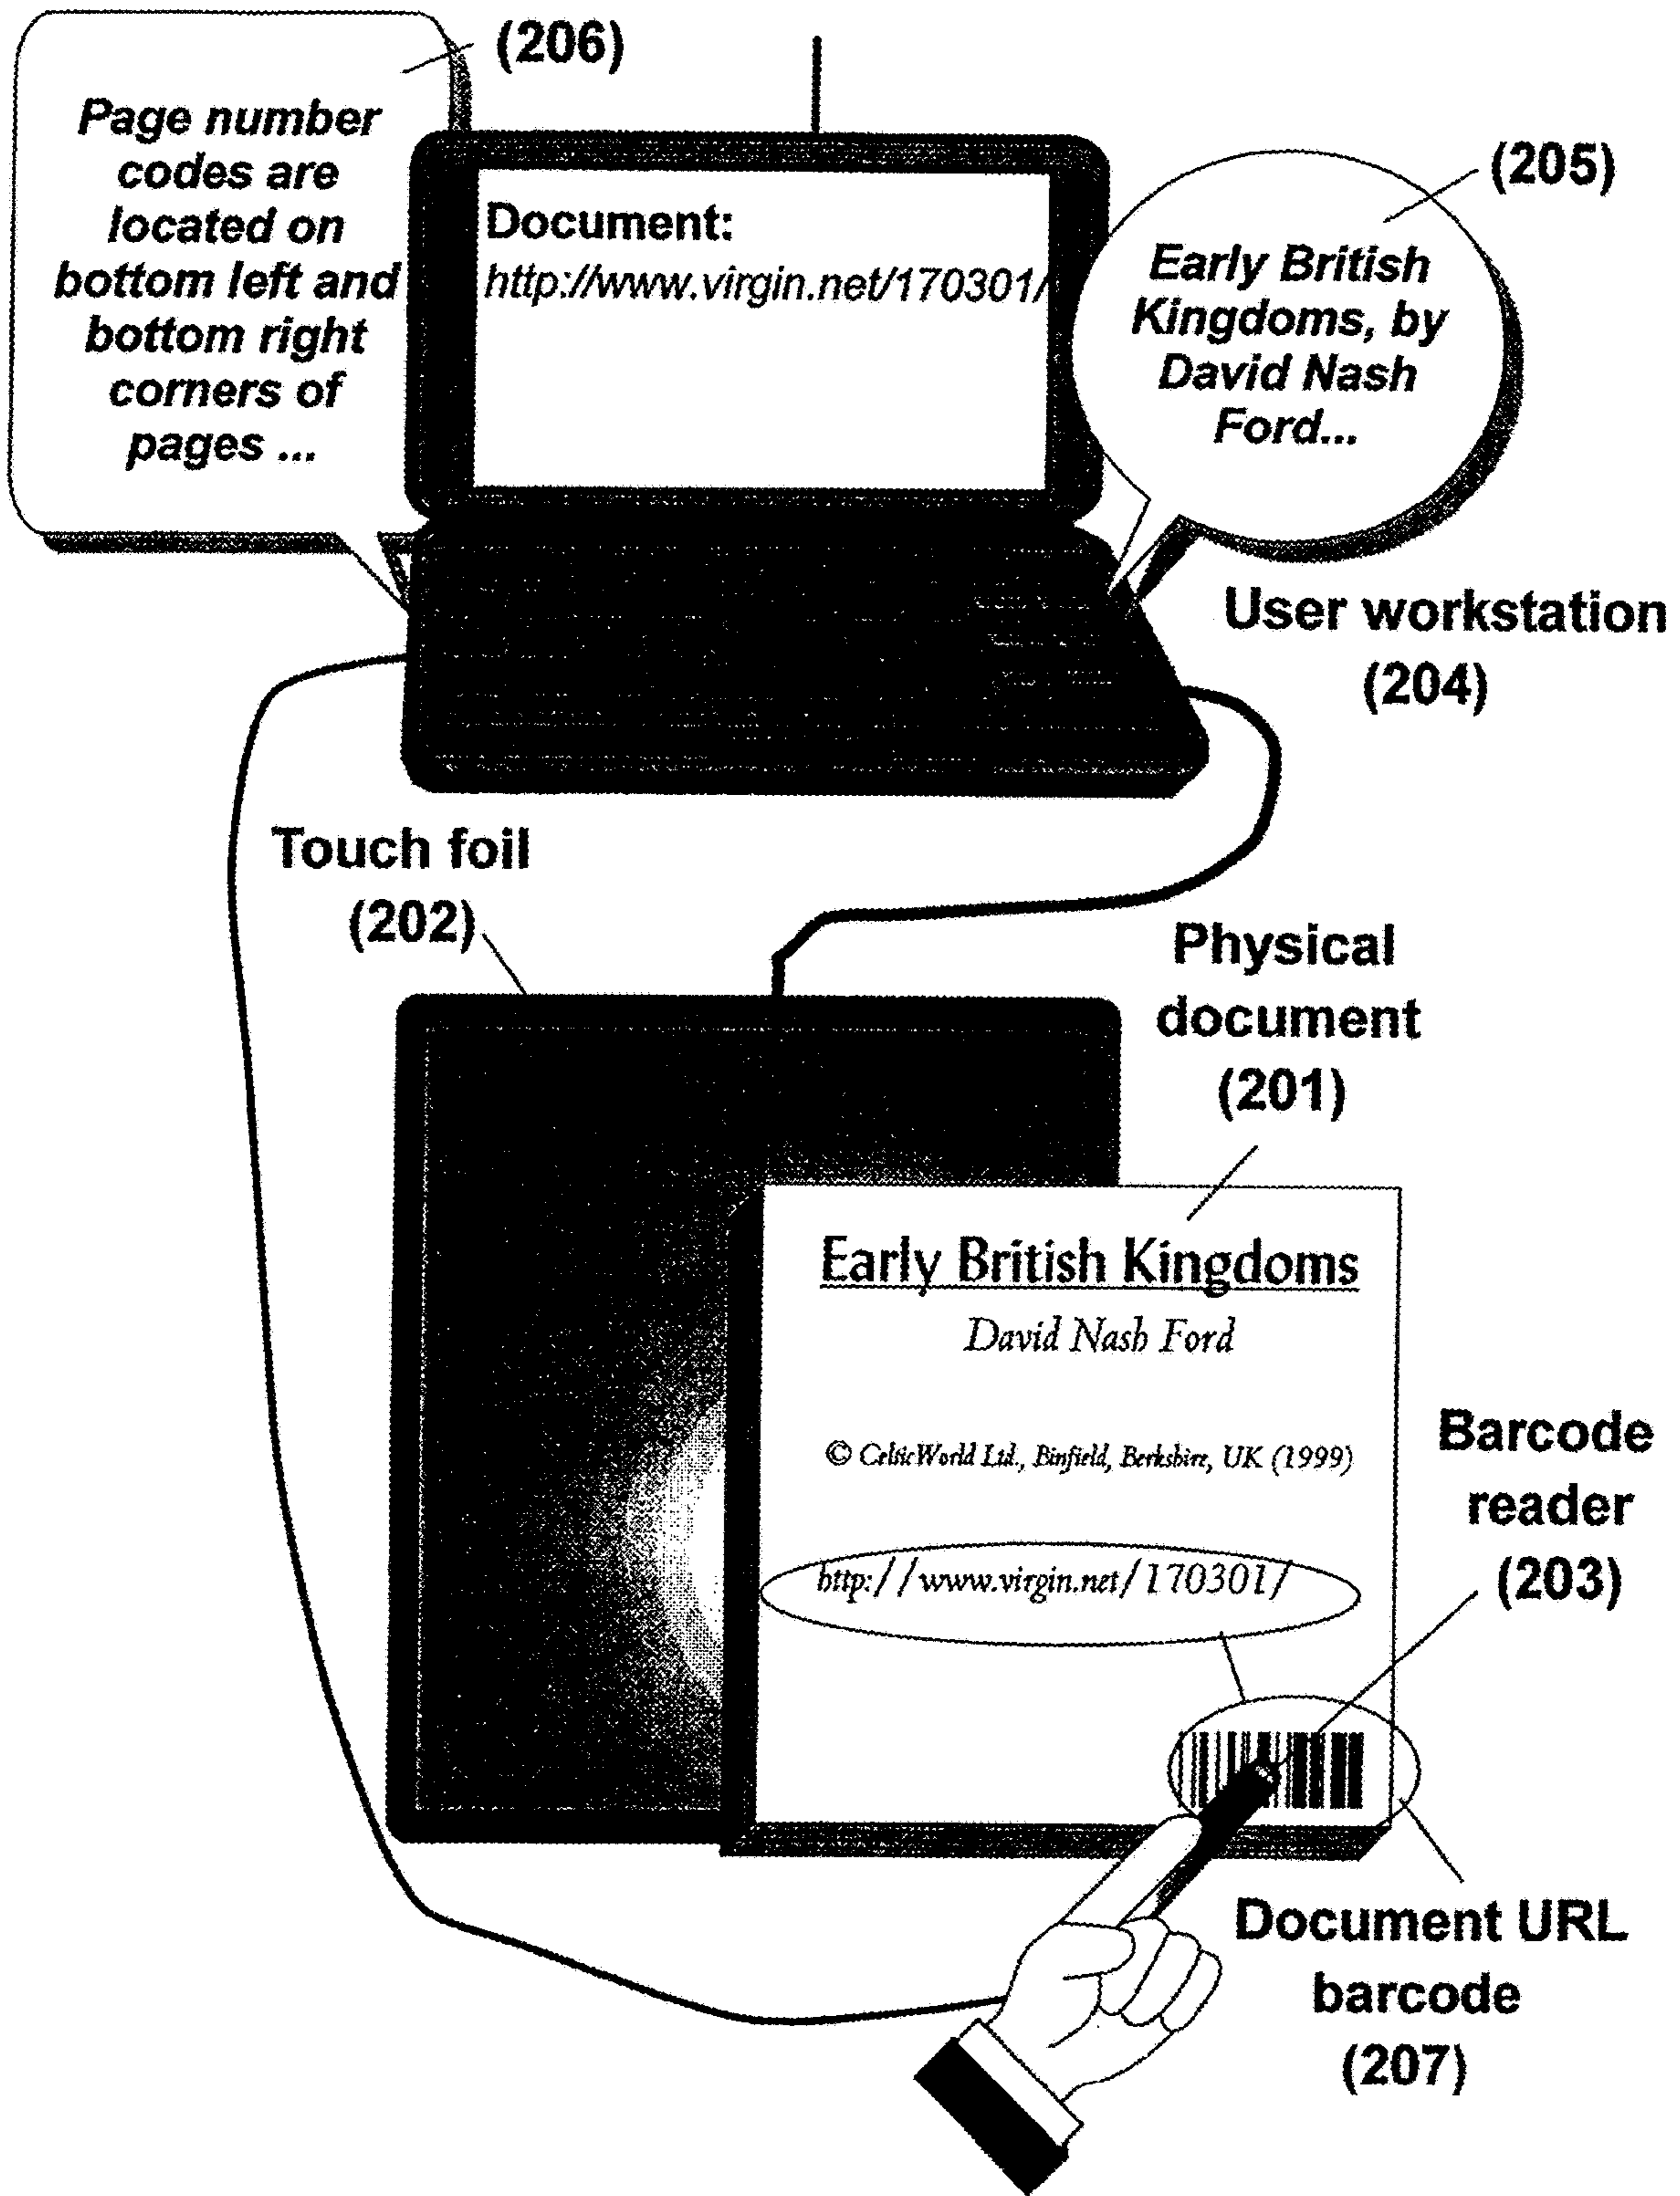 (206)
Page number
codes are
located on
bottom left and
bottom right
corners of
pages ...
Document:
http://www.virgin.net/170301/
(205)
Early British
Kingdoms, by
David Nash
Ford...
User workstation
(204)
Touch foil
(202)
Physical
document
(201)
Early British Kingdoms
David Nash Ford
© CelticWorld Ltd., Binfield, Berkshire, UK (1999)
http://www.virgin.net/170301/
Barcode
reader
(203)
Document URL
barcode
(207)